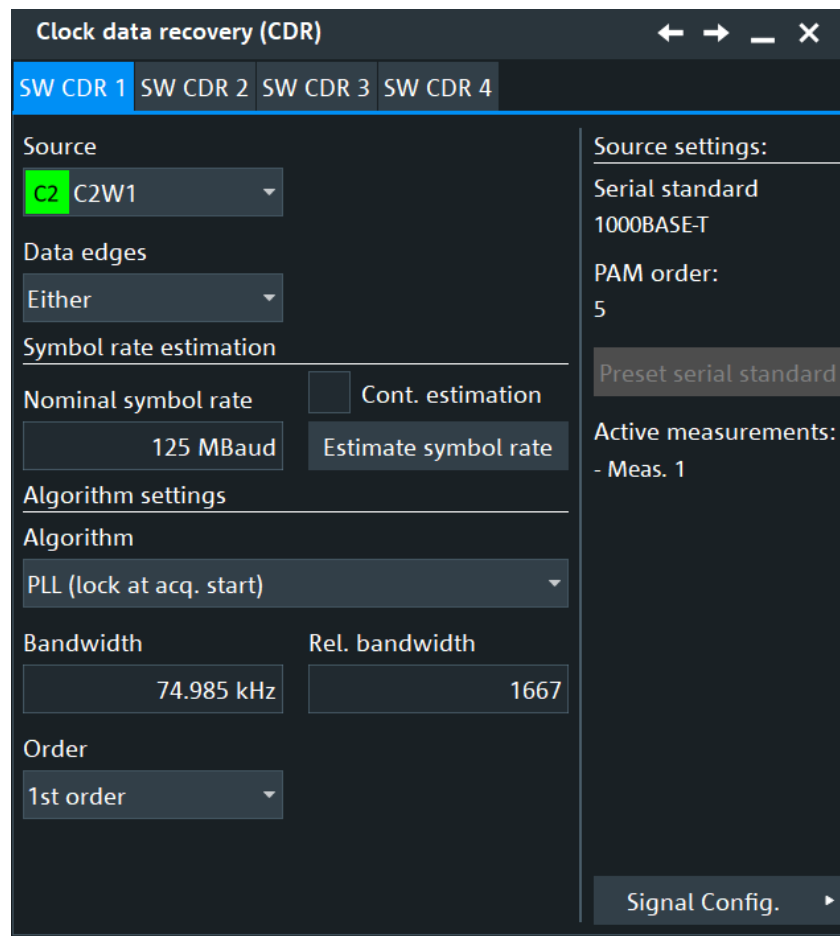 Clock data recovery (CDR)
SW CDR 1 SW CDR 2 SW CDR 3 SW CDR 4
Source
C2 C2W1
Data edges
Either
Symbol rate estimation
Nominal symbol rate
Cont. estimation
125 MBaud
Estimate symbol rate
Algorithm settings
Algorithm
PLL (lock at acq. start)
Bandwidth
Rel. bandwidth
74.985 kHz
1667
Order
1st order
Source settings:
Serial standard
1000BASE-T
PAM order:
5
Preset serial standard
Active measurements:
- Meas. 1
Signal Config.